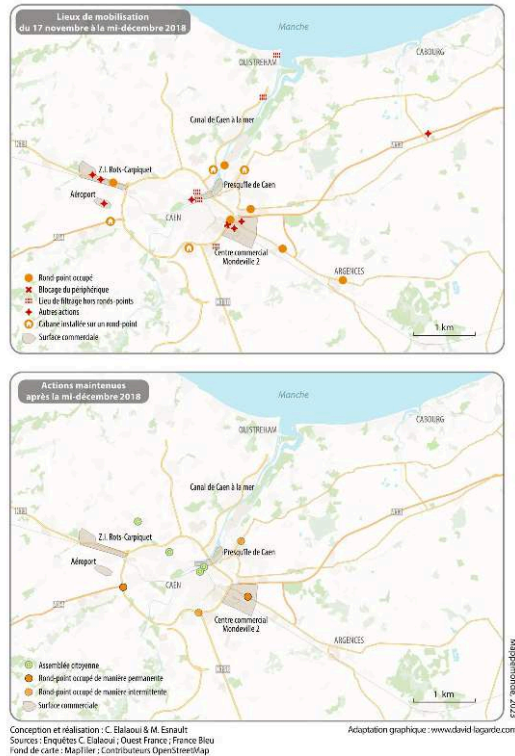 Lieux de mobilisation
du 17 novembre à la mi-décembre 2018
Manche
OUISTREHAM
CABOURG
Canal de Caen à la mer
Z.I. Rots-Carpiquet
Presqu'île de Caen
Aéroport
CAEN
Centre commercial
Mondeville 2
ARGENCES
Rond-point occupé
Blocage du périphérique
Lieu de filtrage hors ronds-points
Autres actions
Cabane installée sur un rond-point
Surface commerciale
1 km
Actions maintenues
après la mi-décembre 2018
Manche
OUISTREHAM
CABOURG
Canal de Caen à la mer
Z.I. Rots-Carpiquet
Presqu'île de Caen
Aéroport
CAEN
Centre commercial
Mondeville 2
ARGENCES
Assemblée citoyenne
Rond-point occupé de manière permanente
Rond-point occupé de manière intermittente
Surface commerciale
1 km
Mappemonde, 2023
Conception et réalisation : C. Elalaoui & M. Esnault
Adaptation graphique : www.david-lagarde.com
Sources : Enquêtes C. Elalaoui ; Ouest France ; France Bleu
Fond de carte : MapTiler ; Contributeurs OpenStreetMap